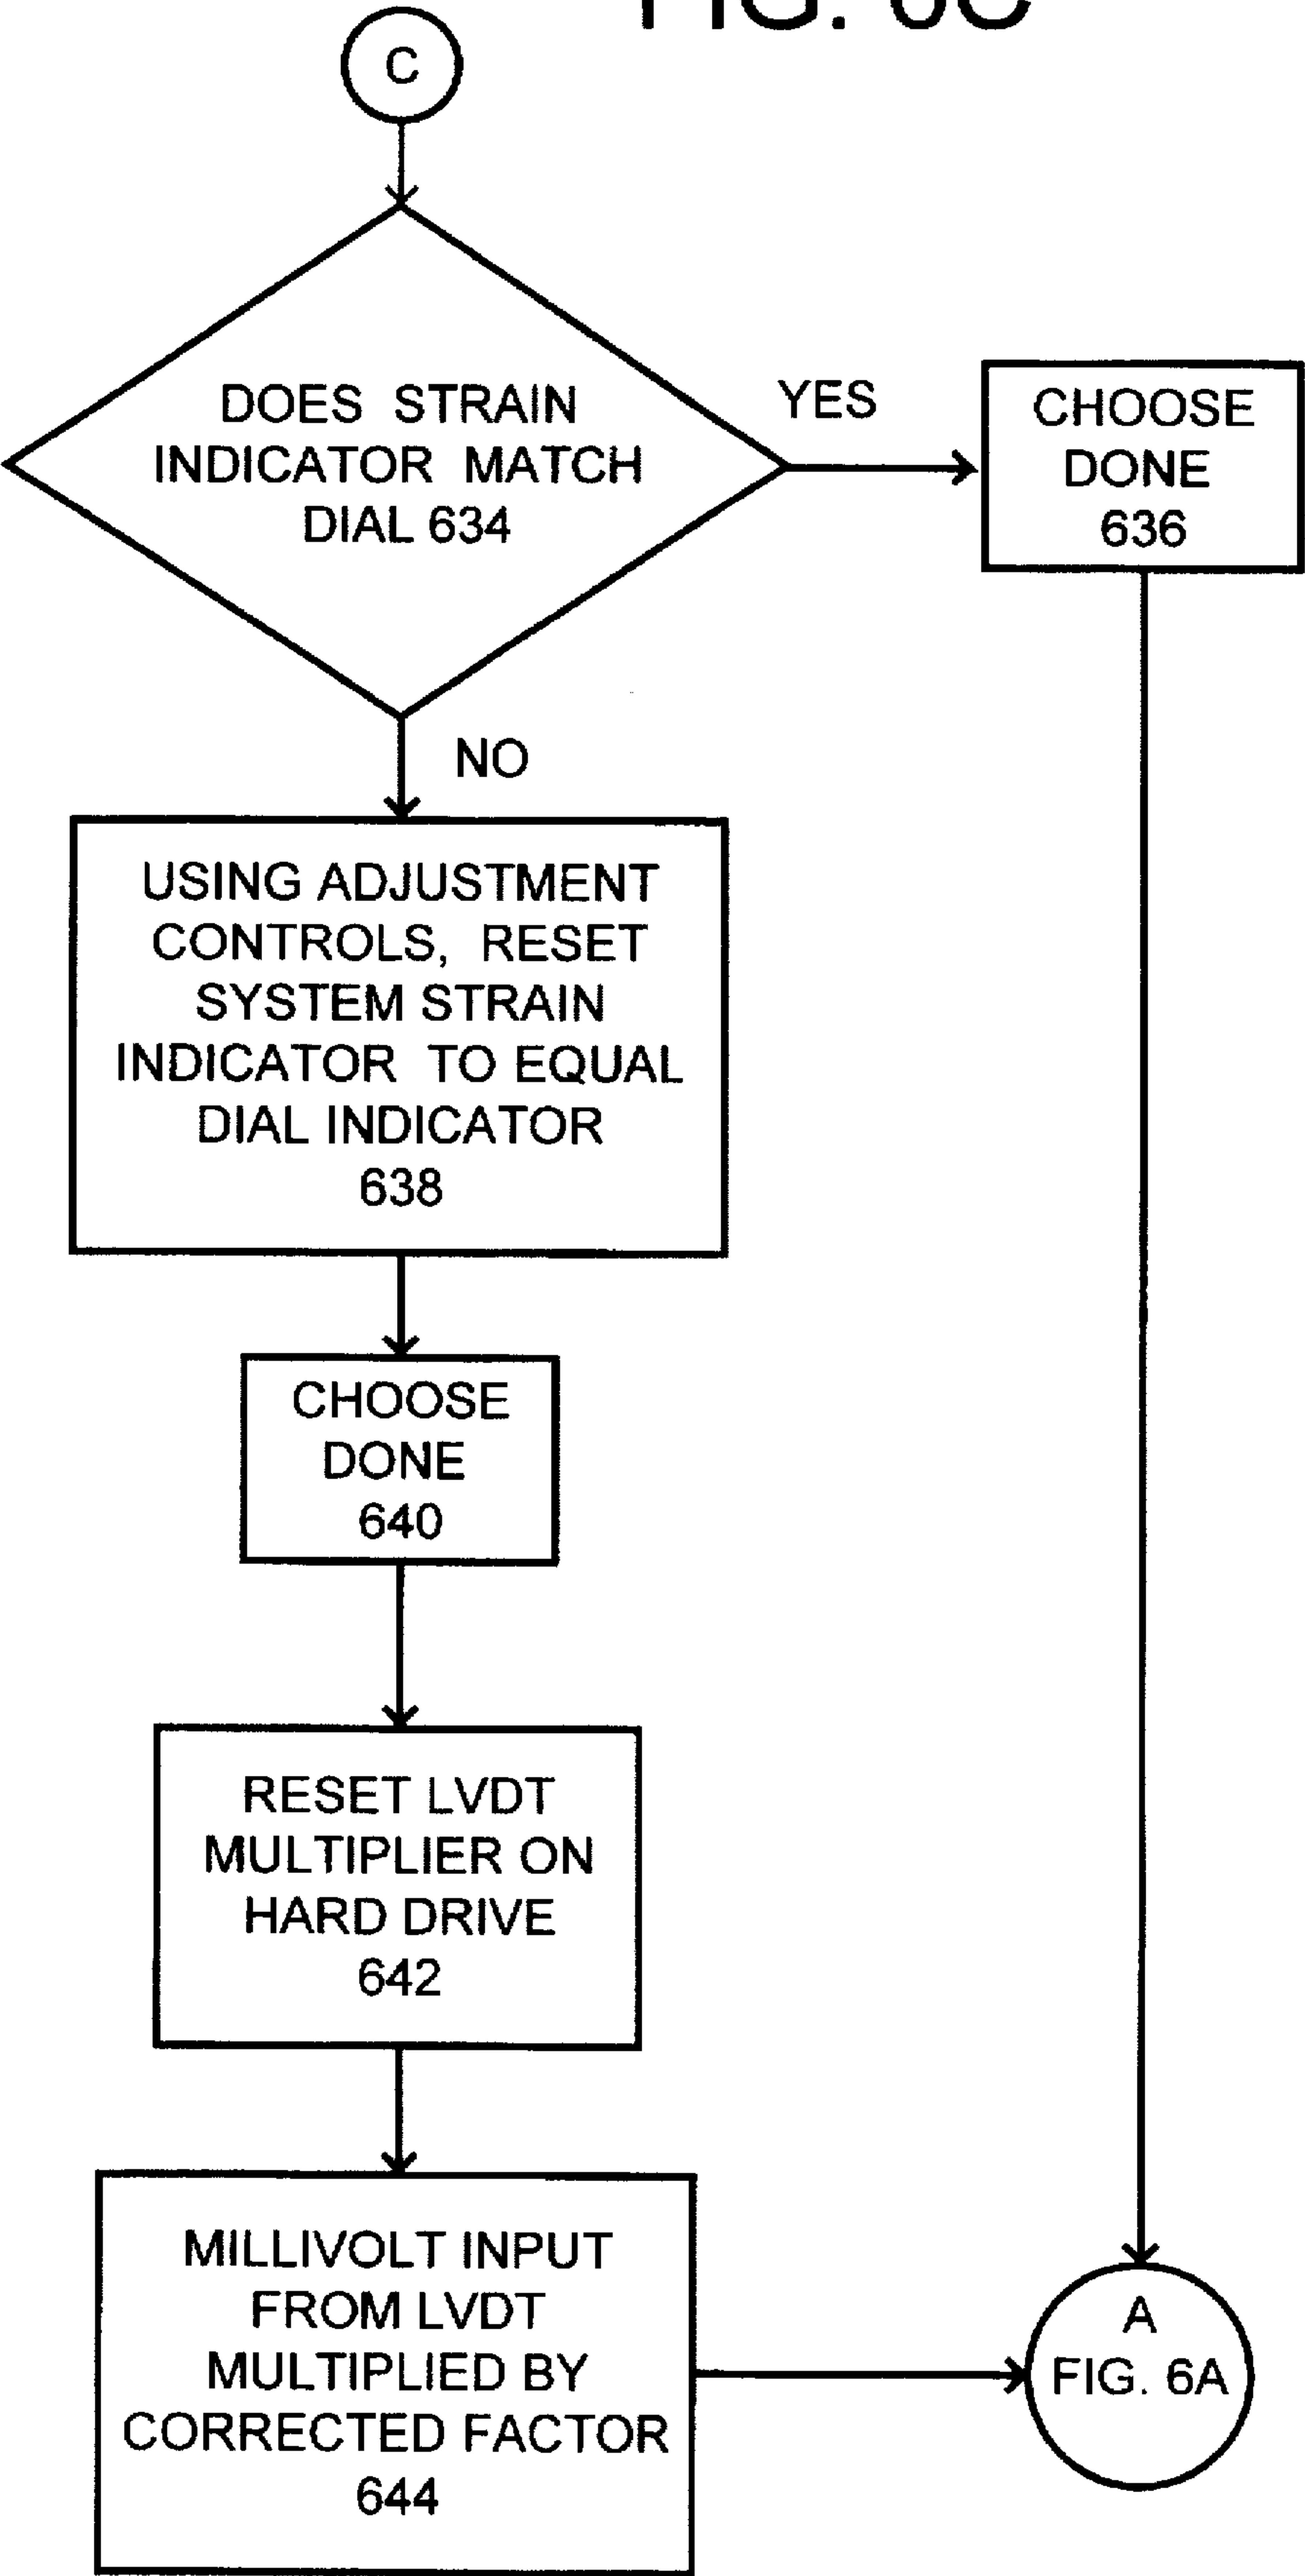 FIG. 6C
C
DOES STRAIN
INDICATOR MATCH
DIAL 634
YES
CHOOSE
DONE
636
NO
USING ADJUSTMENT
CONTROLS, RESET
SYSTEM STRAIN
INDICATOR TO EQUAL
DIAL INDICATOR
638
CHOOSE
DONE
640
RESET LVDT
MULTIPLIER ON
HARD DRIVE
642
MILLIVOLT INPUT
FROM LVDT
MULTIPLIED BY
CORRECTED FACTOR
644
A
FIG. 6A